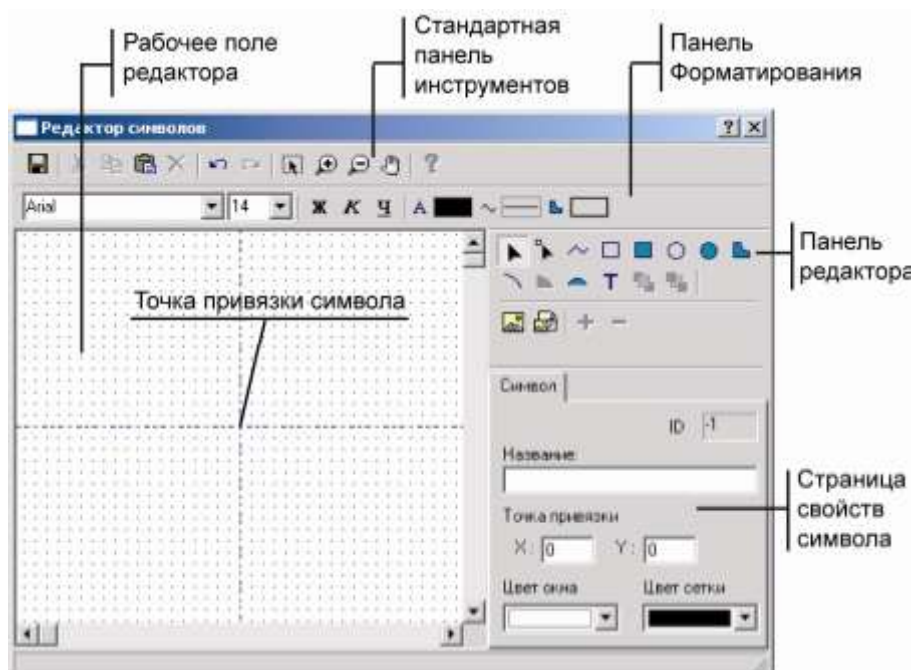 Рабочее поле
редактора
Стандартная
панель
инструментов
Панель
Форматирования
Редактор символов
Arial
14
Ж К Ч А
Т
Панель
редактора
Точка привязки символа
Символ
ID -1
Название
Точка привязки
X: 0 Y: 0
Цвет окна Цвет сетки
Страница
свойств
символа